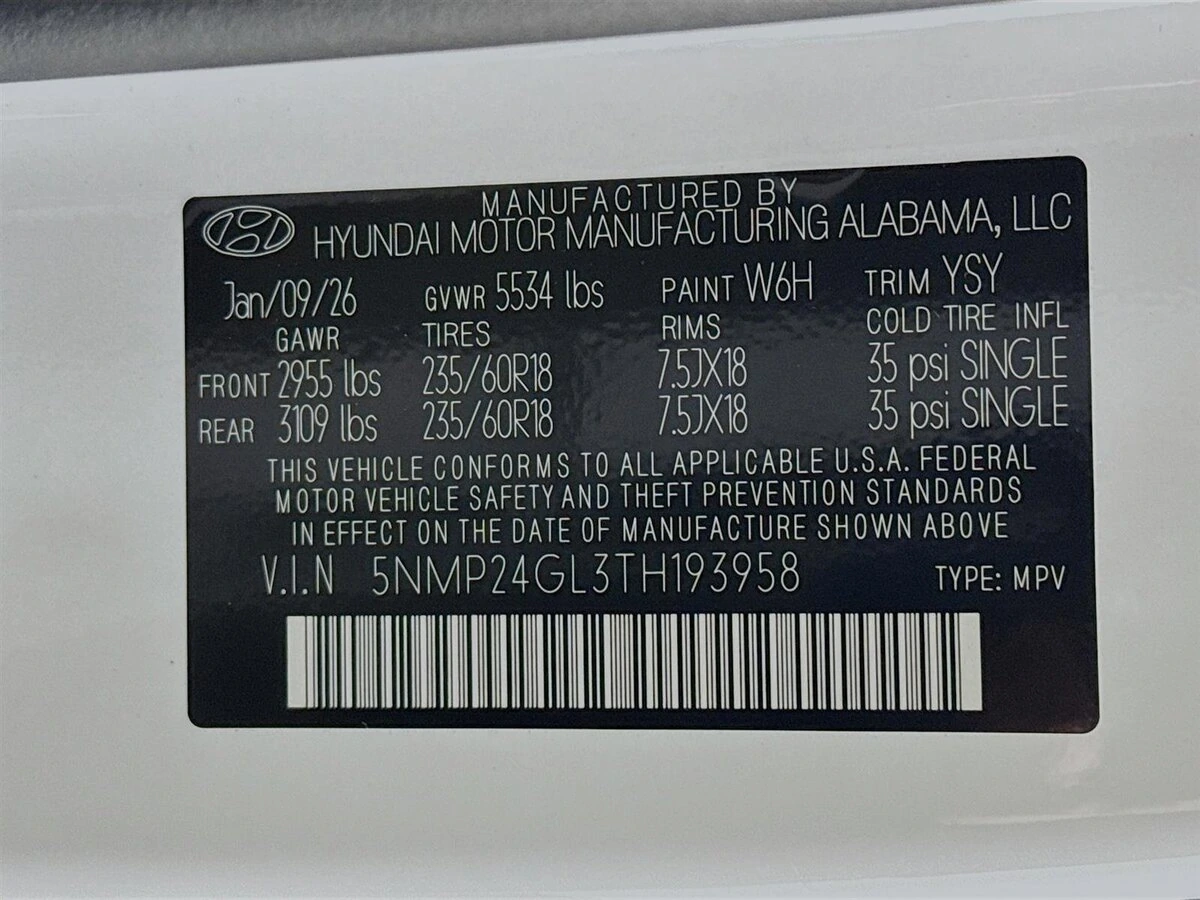 MANUFACTURED BY
HYUNDAI MOTOR MANUFACTURING ALABAMA, LLC
Jan/09/26 GVWR 5534 lbs PAINT W6H TRIM YSY
GAWR TIRES RIMS COLD TIRE INFL
FRONT 2955 lbs 235/60R18 7.5JX18 35 psi SINGLE
REAR 3109 lbs 235/60R18 7.5JX18 35 psi SINGLE
THIS VEHICLE CONFORMS TO ALL APPLICABLE U.S.A. FEDERAL
MOTOR VEHICLE SAFETY AND THEFT PREVENTION STANDARDS
IN EFFECT ON THE DATE OF MANUFACTURE SHOWN ABOVE
V.I.N 5NMP24GL3TH193958 TYPE: MPV